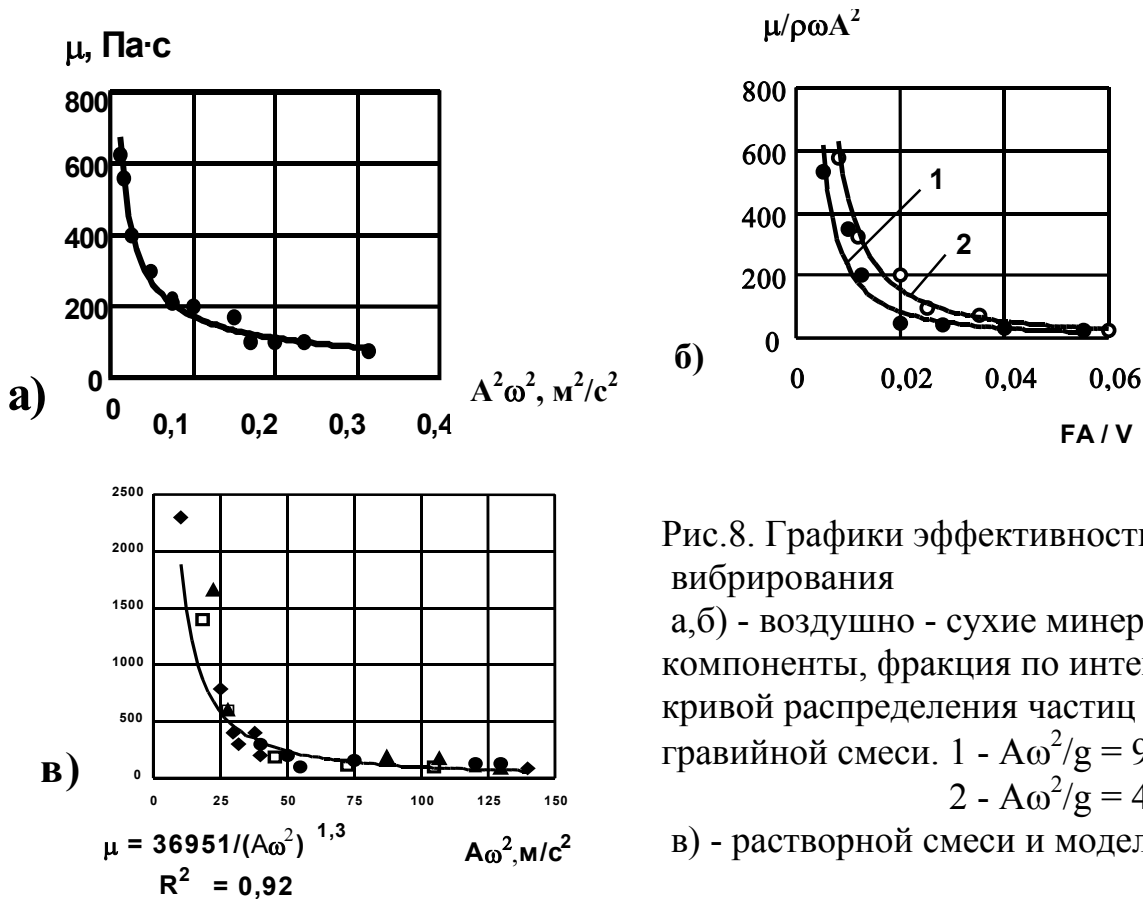 μ, Па·с
800
600
400
200
0
0
0,1
0,2
0,3
0,4
A²ω², м²/с²
а)
μ/ρωA²
800
600
400
200
0
0
0,02
0,04
0,06
1
2
FA / V
б)
2500
2000
1500
1000
500
0
0
25
50
75
100
125
150
в)
μ = 36951/(Aω²) ¹,³
Aω²,м/с²
R² = 0,92
Рис.8. Графики эффективност
вибрирования
а,б) - воздушно - сухие минер
компоненты, фракция по инте
кривой распределения частиц
гравийной смеси. 1 - Aω²/g = 9
2 - Aω²/g = 4
в) - растворной смеси и модел